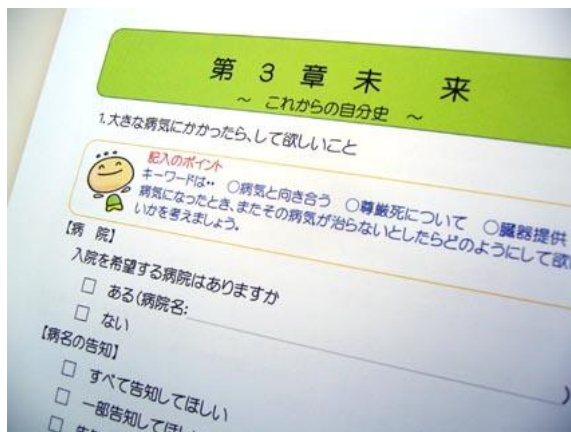 第 3 章 未 来
～ これからの自分史 ～
1.大きな病気にかかったら、して欲しいこと
記入のポイント
キーワードは‥ ○病気と向き合う ○尊厳死について ○臓器提供
病気になったとき、またその病気が治らないとしたらどのようにして欲し
いかを考えましょう。
【病 院】
入院を希望する病院はありますか
□ ある(病院名: )
□ ない
【病名の告知】
□ すべて告知してほしい
□ 一部告知してほし